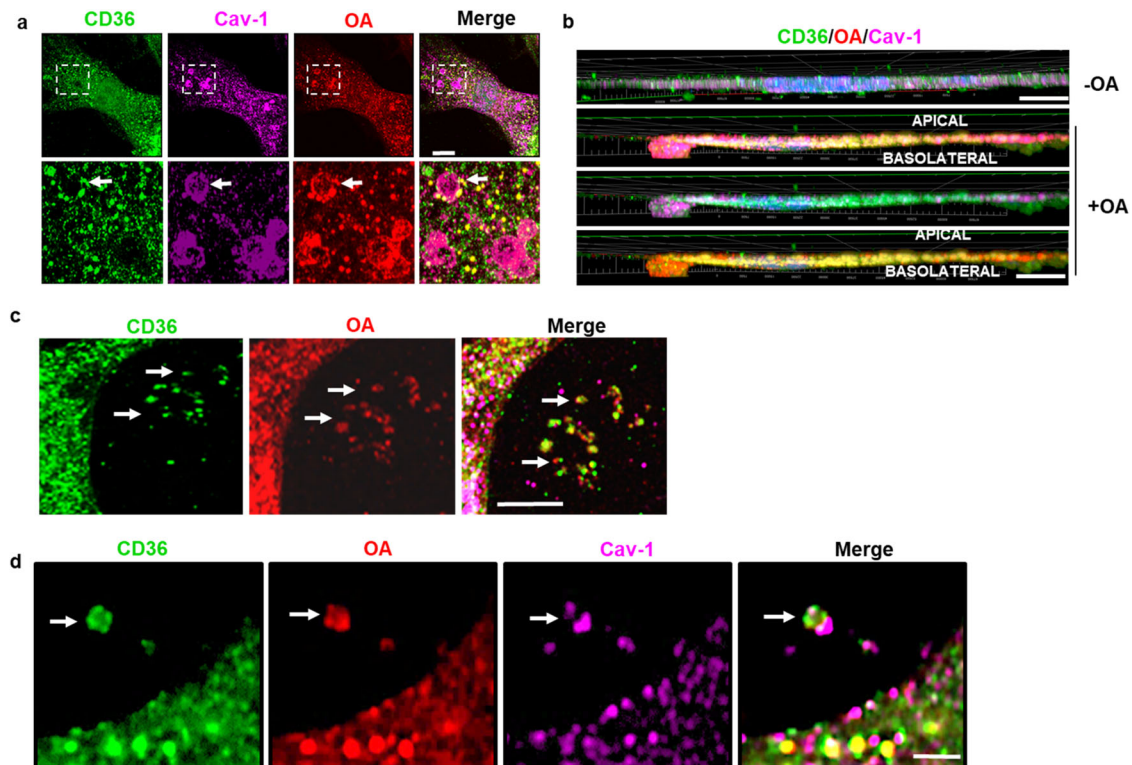 a
CD36 Cav-1 OA Merge
b
CD36/OA/Cav-1
-OA
APICAL
BASOLATERAL
+OA
APICAL
BASOLATERAL
c
CD36 OA Merge
d
CD36 OA Cav-1 Merge